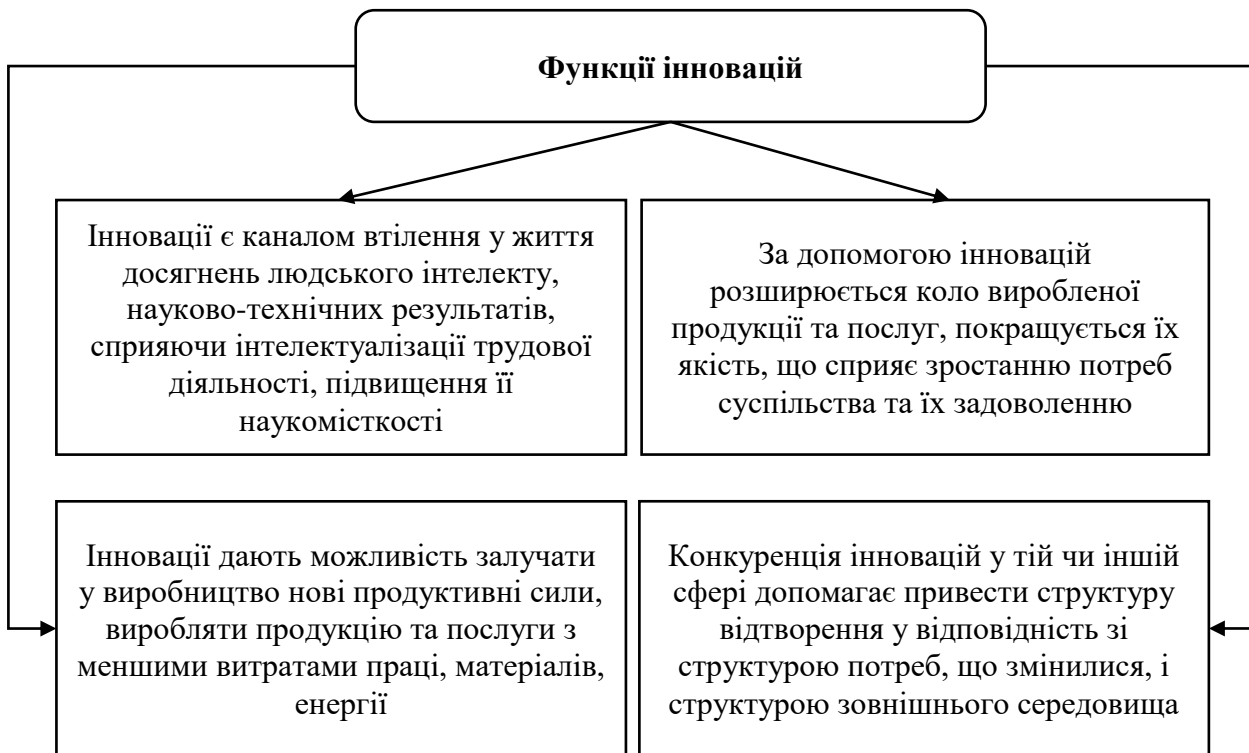 Функції інновацій
Інновації є каналом втілення у життя
досягнень людського інтелекту,
науково-технічних результатів,
сприяючи інтелектуалізації трудової
діяльності, підвищення її
наукомісткості
За допомогою інновацій
розширюється коло виробленої
продукції та послуг, покращується їх
якість, що сприяє зростанню потреб
суспільства та їх задоволенню
Інновації дають можливість залучати
у виробництво нові продуктивні сили,
виробляти продукцію та послуги з
меншими витратами праці, матеріалів,
енергії
Конкуренція інновацій у тій чи іншій
сфері допомагає привести структуру
відтворення у відповідність зі
структурою потреб, що змінилися, і
структурою зовнішнього середовища